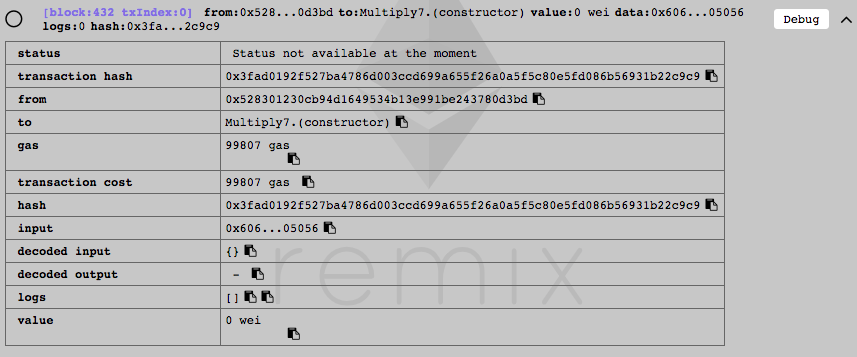 [block:432 txIndex:0] from:0x528...0d3bd to:Multiply7.(constructor) value:0 wei data:0x606...05056
logs:0 hash:0x3fa...2c9c9
Debug
status Status not available at the moment
transaction hash 0x3fad0192f527ba4786d003ccd699a655f26a0a5f5c80e5fd086b56931b22c9c9
from 0x528301230cb94d1649534b13e991be243780d3bd
to Multiply7.(constructor)
gas 99807 gas
transaction cost 99807 gas
hash 0x3fad0192f527ba4786d003ccd699a655f26a0a5f5c80e5fd086b56931b22c9c9
input 0x606...05056
decoded input {}
decoded output -
logs []
value 0 wei
remix